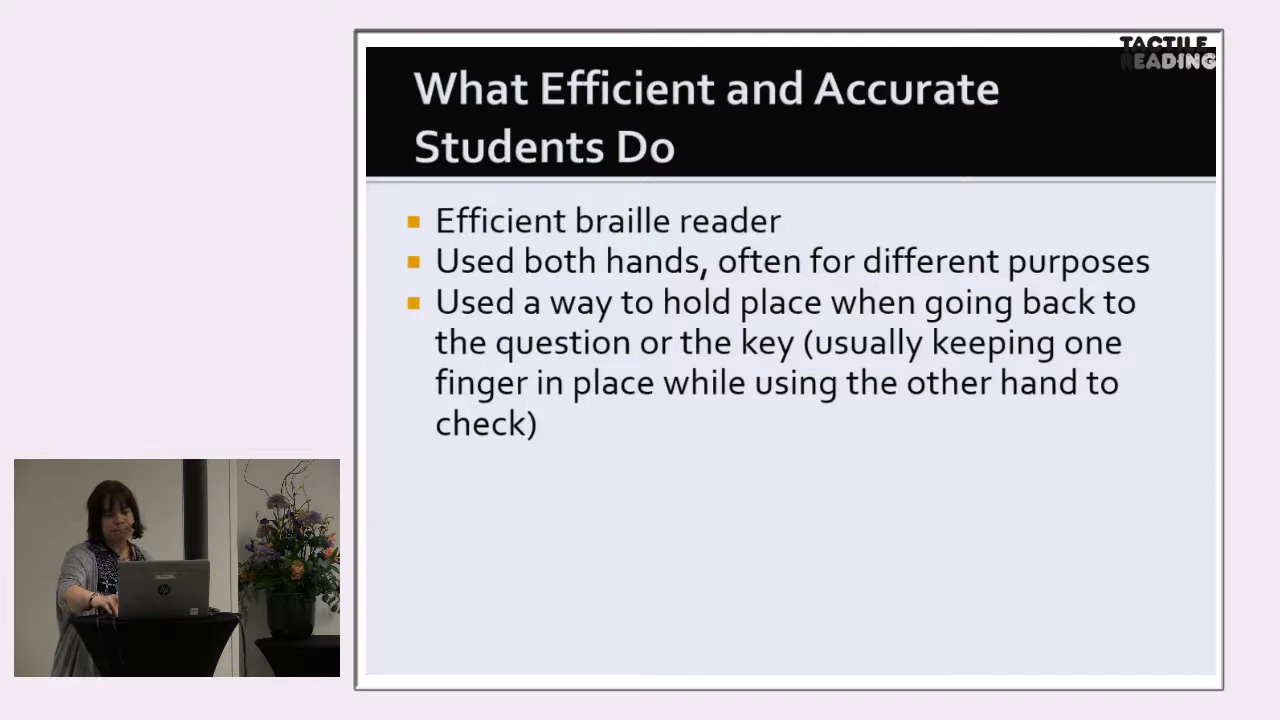 TACTILE
READING
What Efficient and Accurate
Students Do
Efficient braille reader
Used both hands, often for different purposes
Used a way to hold place when going back to
the question or the key (usually keeping one
finger in place while using the other hand to
check)
hp